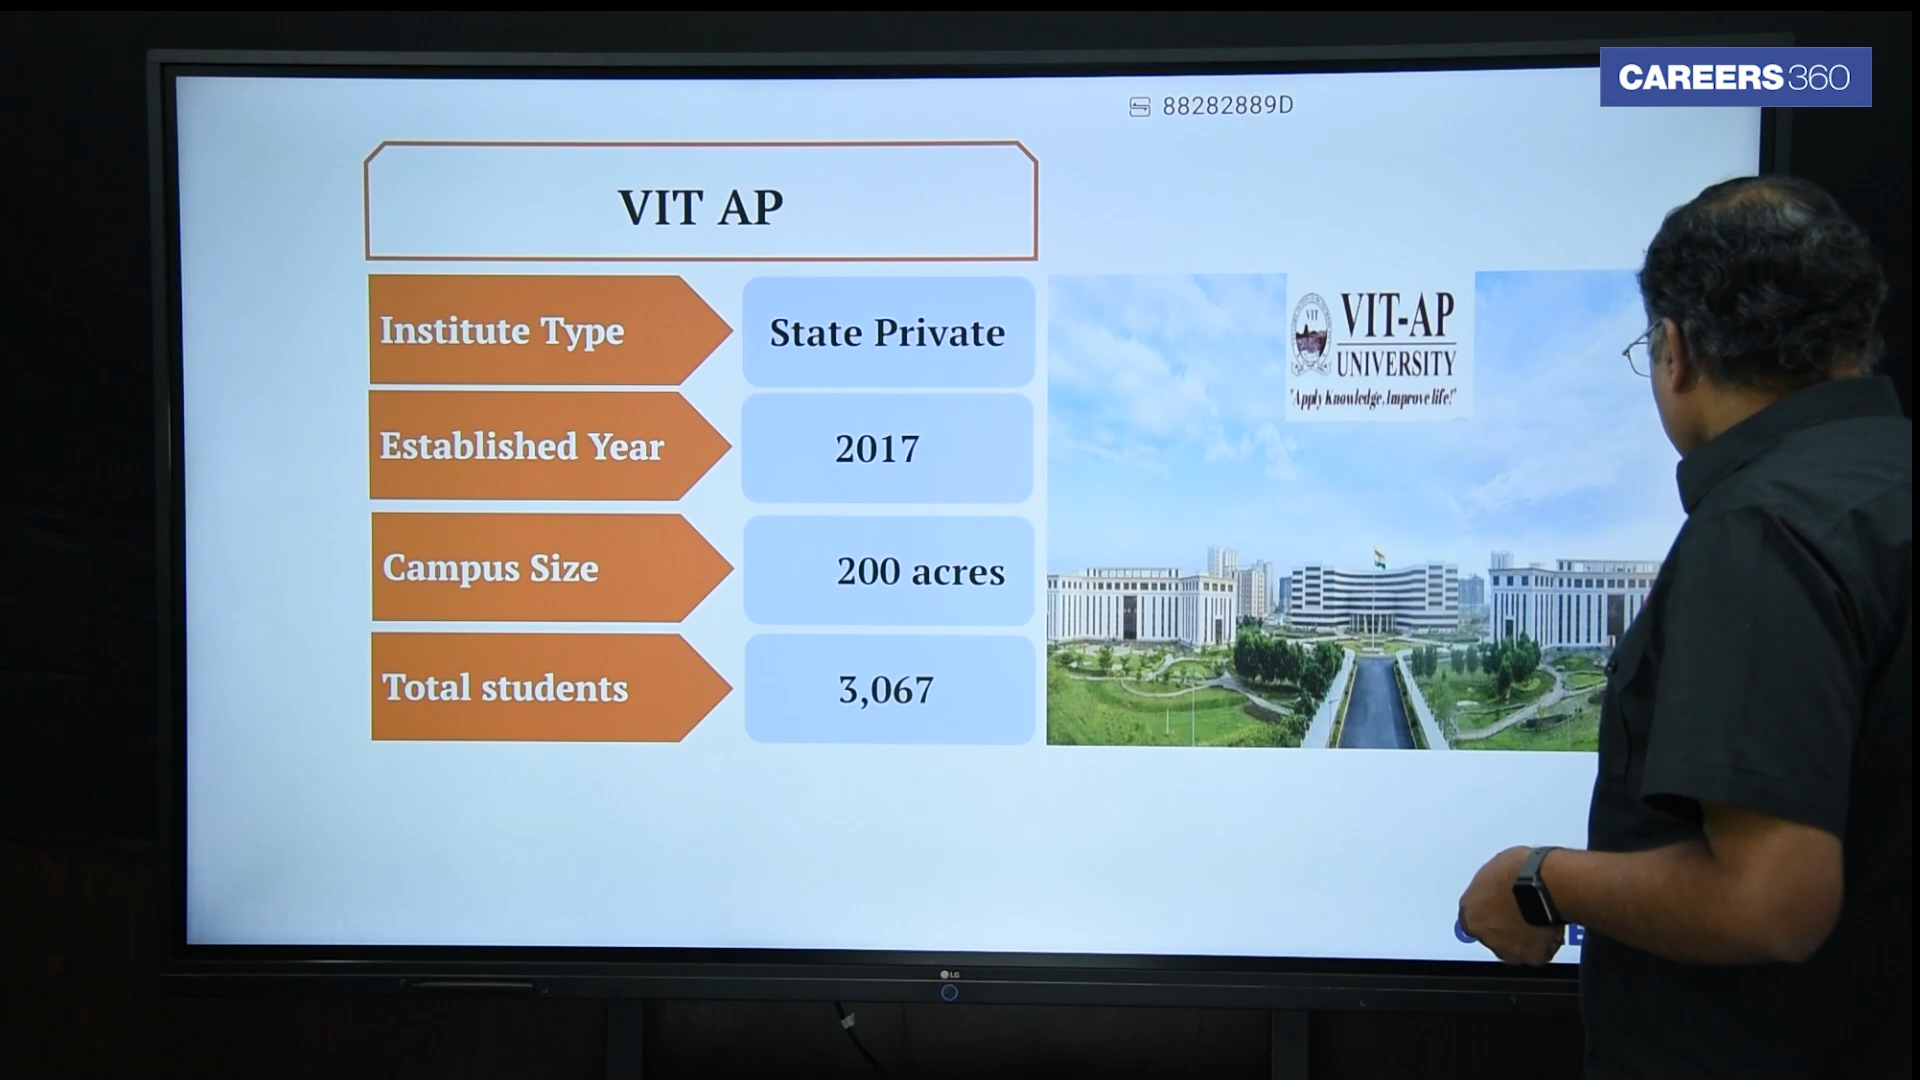 CAREERS360
88282889D
VIT AP
Institute Type
State Private
Established Year
2017
Campus Size
200 acres
Total students
3,067
VIT
VIT-AP
UNIVERSITY
"Apply Knowledge, Improve life!"
LG